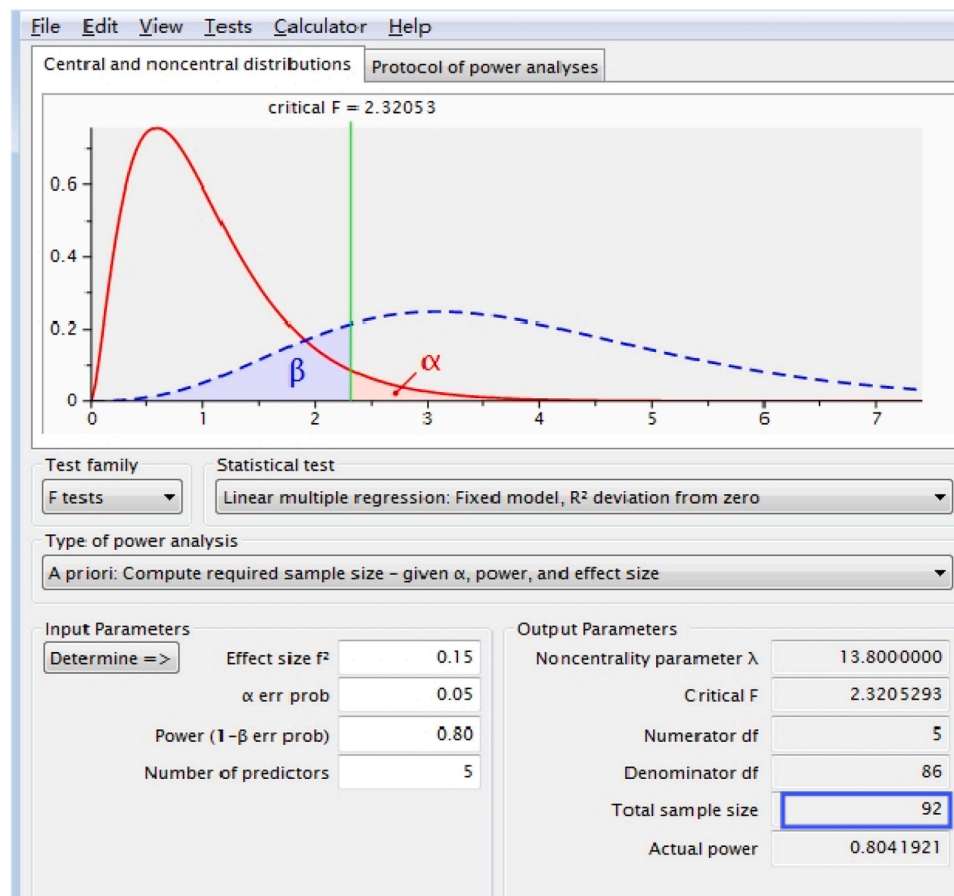 File Edit View Tests Calculator Help
Central and noncentral distributions Protocol of power analyses
critical F = 2.32053
0.6
0.4
0.2
0
β
α
0 1 2 3 4 5 6 7
Test family
F tests
Statistical test
Linear multiple regression: Fixed model, R² deviation from zero
Type of power analysis
A priori: Compute required sample size – given α, power, and effect size
Input Parameters
Determine =>
Effect size f² 0.15
α err prob 0.05
Power (1-β err prob) 0.80
Number of predictors 5
Output Parameters
Noncentrality parameter λ 13.8000000
Critical F 2.3205293
Numerator df 5
Denominator df 86
Total sample size 92
Actual power 0.8041921